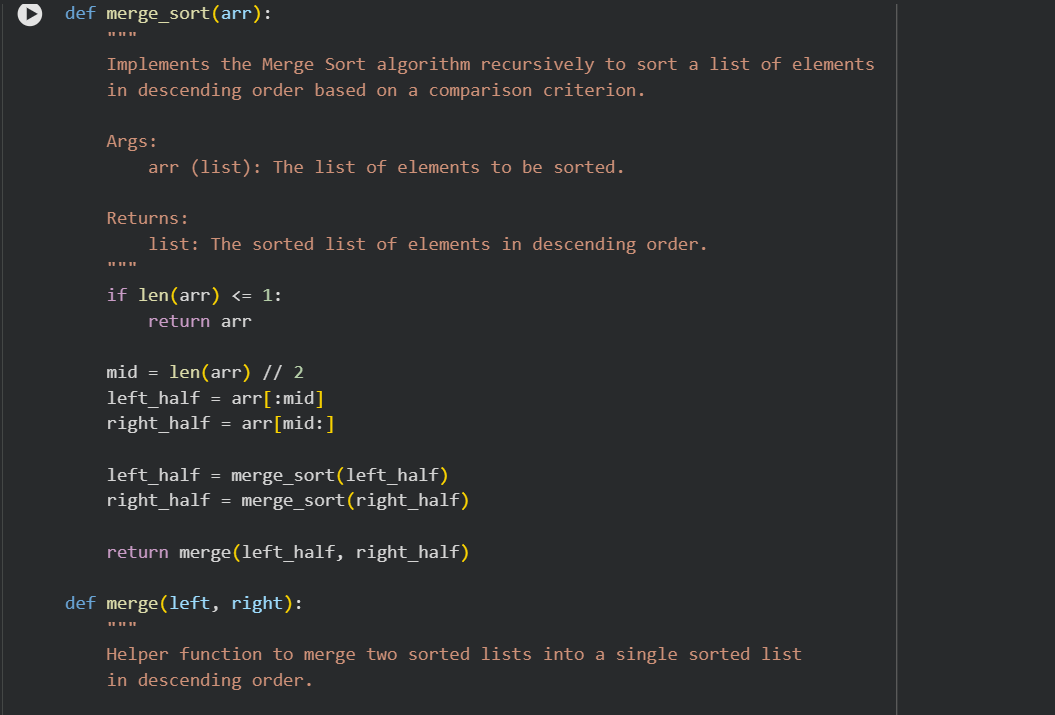 def merge_sort(arr):
    """
    Implements the Merge Sort algorithm recursively to sort a list of elements
    in descending order based on a comparison criterion.

    Args:
        arr (list): The list of elements to be sorted.

    Returns:
        list: The sorted list of elements in descending order.
    """
    if len(arr) <= 1:
        return arr

    mid = len(arr) // 2
    left_half = arr[:mid]
    right_half = arr[mid:]

    left_half = merge_sort(left_half)
    right_half = merge_sort(right_half)

    return merge(left_half, right_half)

def merge(left, right):
    """
    Helper function to merge two sorted lists into a single sorted list
    in descending order.